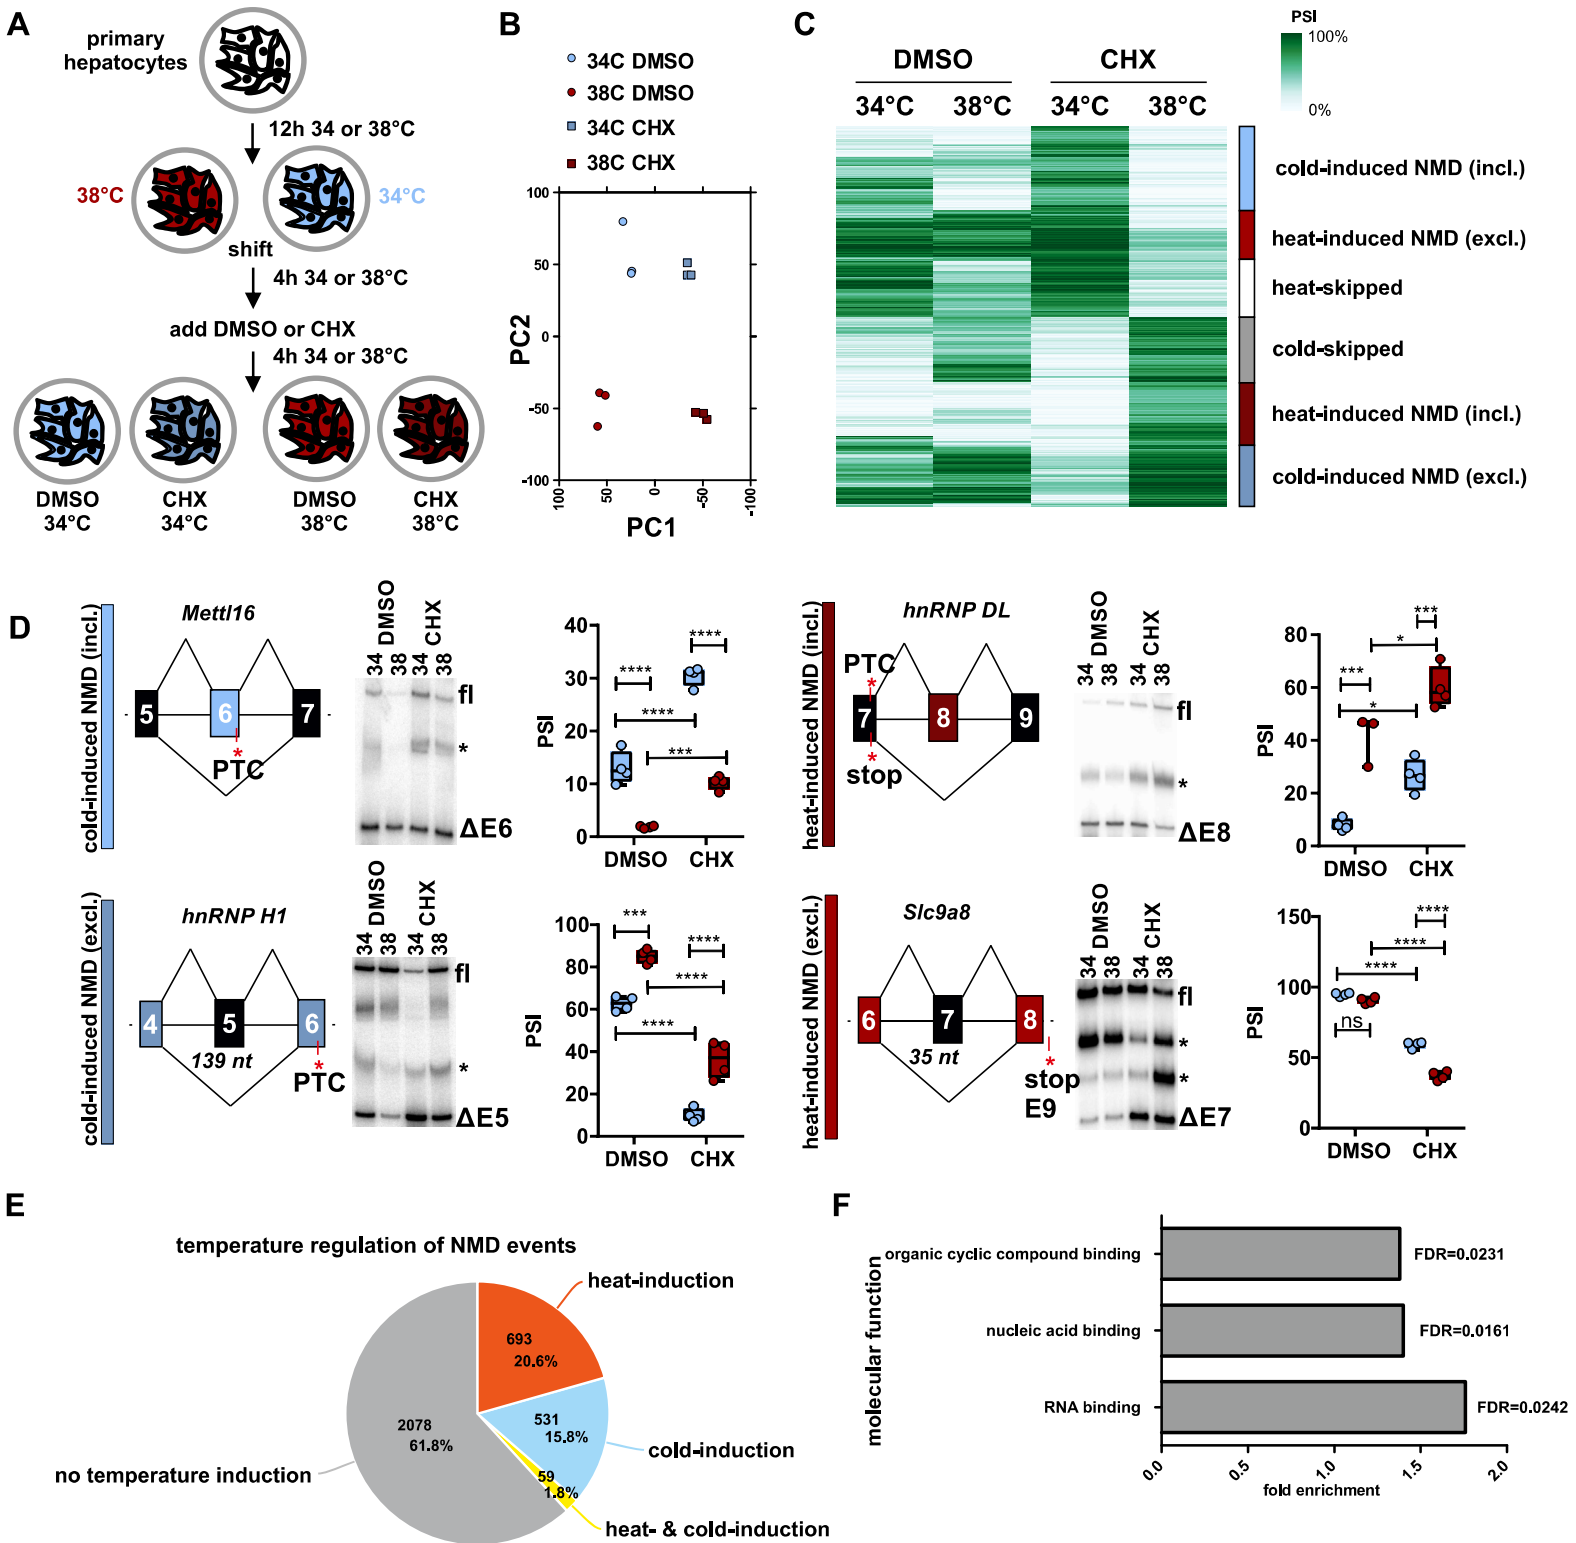 A
primary
hepatocytes
12h 34 or 38°C
38°C
34°C
shift
4h 34 or 38°C
add DMSO or CHX
4h 34 or 38°C
DMSO
34°C
CHX
34°C
DMSO
38°C
CHX
38°C
B
34C DMSO
38C DMSO
34C CHX
38C CHX
100
50
0
-50
-100
PC2
100
50
0
-50
-100
PC1
C
PSI
100%
0%
DMSO
CHX
34°C 38°C 34°C 38°C
cold-induced NMD (incl.)
heat-induced NMD (excl.)
heat-skipped
cold-skipped
heat-induced NMD (incl.)
cold-induced NMD (excl.)
D
cold-induced NMD (incl.)
Mettl16
5 6 7
*
PTC
DMSO
CHX
34 38 34 38
fl
*
ΔE6
PSI
40
30
20
10
0
****
****
****
***
DMSO CHX
heat-induced NMD (incl.)
hnRNP DL
PTC
*
7 8 9
*
stop
DMSO
CHX
34 38 34 38
fl
*
ΔE8
PSI
80
60
40
20
0
***
*
***
*
DMSO CHX
cold-induced NMD (excl.)
hnRNP H1
4 5 6
139 nt
*
PTC
DMSO
CHX
34 38 34 38
fl
*
ΔE5
PSI
100
80
60
40
20
0
***
****
****
****
DMSO CHX
heat-induced NMD (excl.)
Slc9a8
6 7 8
35 nt
*
stop
E9
DMSO
CHX
34 38 34 38
fl
*
*
ΔE7
PSI
150
100
50
0
****
****
****
ns
DMSO CHX
E
temperature regulation of NMD events
heat-induction
693
20.6%
531
15.8%
cold-induction
2078
61.8%
no temperature induction
59
1.8%
heat- & cold-induction
F
molecular function
organic cyclic compound binding
FDR=0.0231
nucleic acid binding
FDR=0.0161
RNA binding
FDR=0.0242
0.0
0.5
1.0
1.5
2.0
fold enrichment